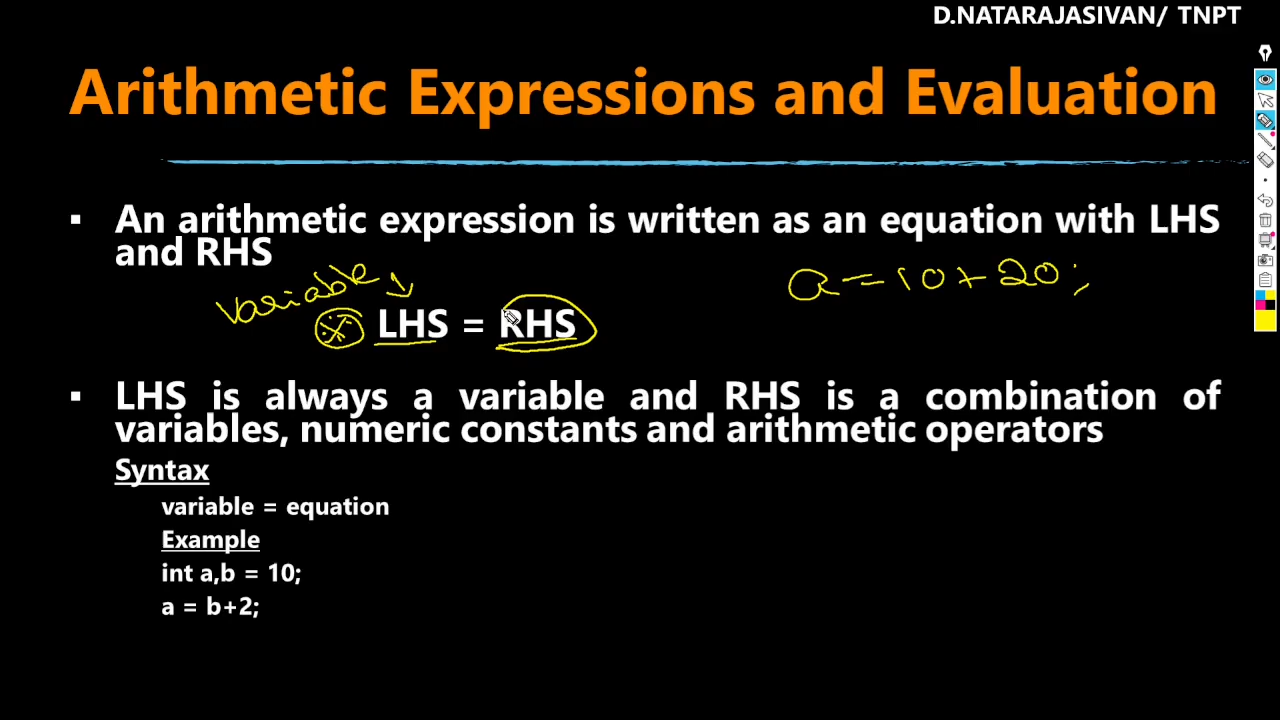 D.NATARAJASIVAN/ TNPT
Arithmetic Expressions and Evaluation
▪ An arithmetic expression is written as an equation with LHS
and RHS
variable
a = 10 + 20 ;
LHS = RHS
▪ LHS is always a variable and RHS is a combination of
variables, numeric constants and arithmetic operators
Syntax
variable = equation
Example
int a,b = 10;
a = b+2;